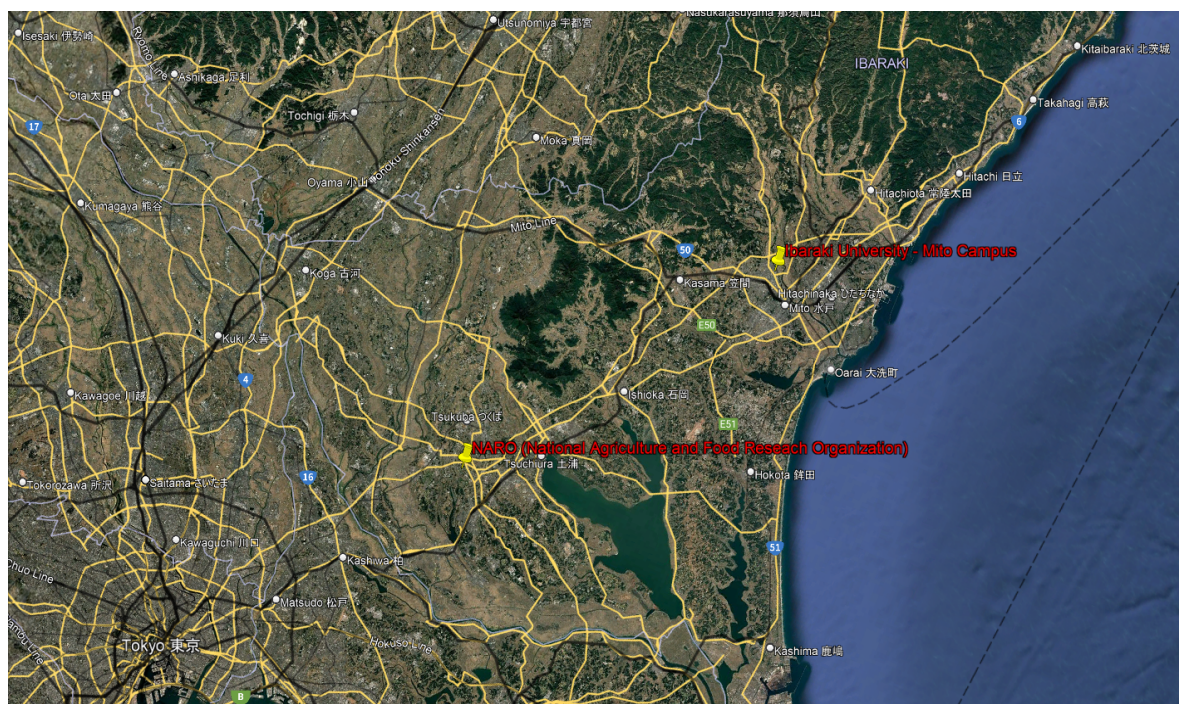 Utsunomiya 宇都宮
Nasukarasuyama 那須烏山
Isesaki 伊勢崎
Ryomo Line
Kitaibaraki 北茨城
IBARAKI
Ashikaga 足利
Ota 太田
Takahagi 高萩
Tochigi 栃木
6
17
Tohoku Shinkansen
Moka 真岡
Hitachi 日立
Oyama 小山
Hitachiota 常陸太田
Kumagaya 熊谷
Mito Line
50
Ibaraki University - Mito Campus
Koga 古河
Kasama 笠間
Hitachinaka ひたちなか
Mito 水戸
E50
Kuki 久喜
Oarai 大洗町
4
Kawagoe 川越
Ishioka 石岡
Tsukuba つくば
E51
NARO (National Agriculture and Food Reseach Organization)
Tsuchiura 土浦
Hokota 鉾田
16
Tokorozawa 所沢
Saitama さいたま
Kawaguchi 川口
51
Kashiwa 柏
Chuo Line
Matsudo 松戸
Tokyo 東京
Hokuso Line
Kashima 鹿嶋
B